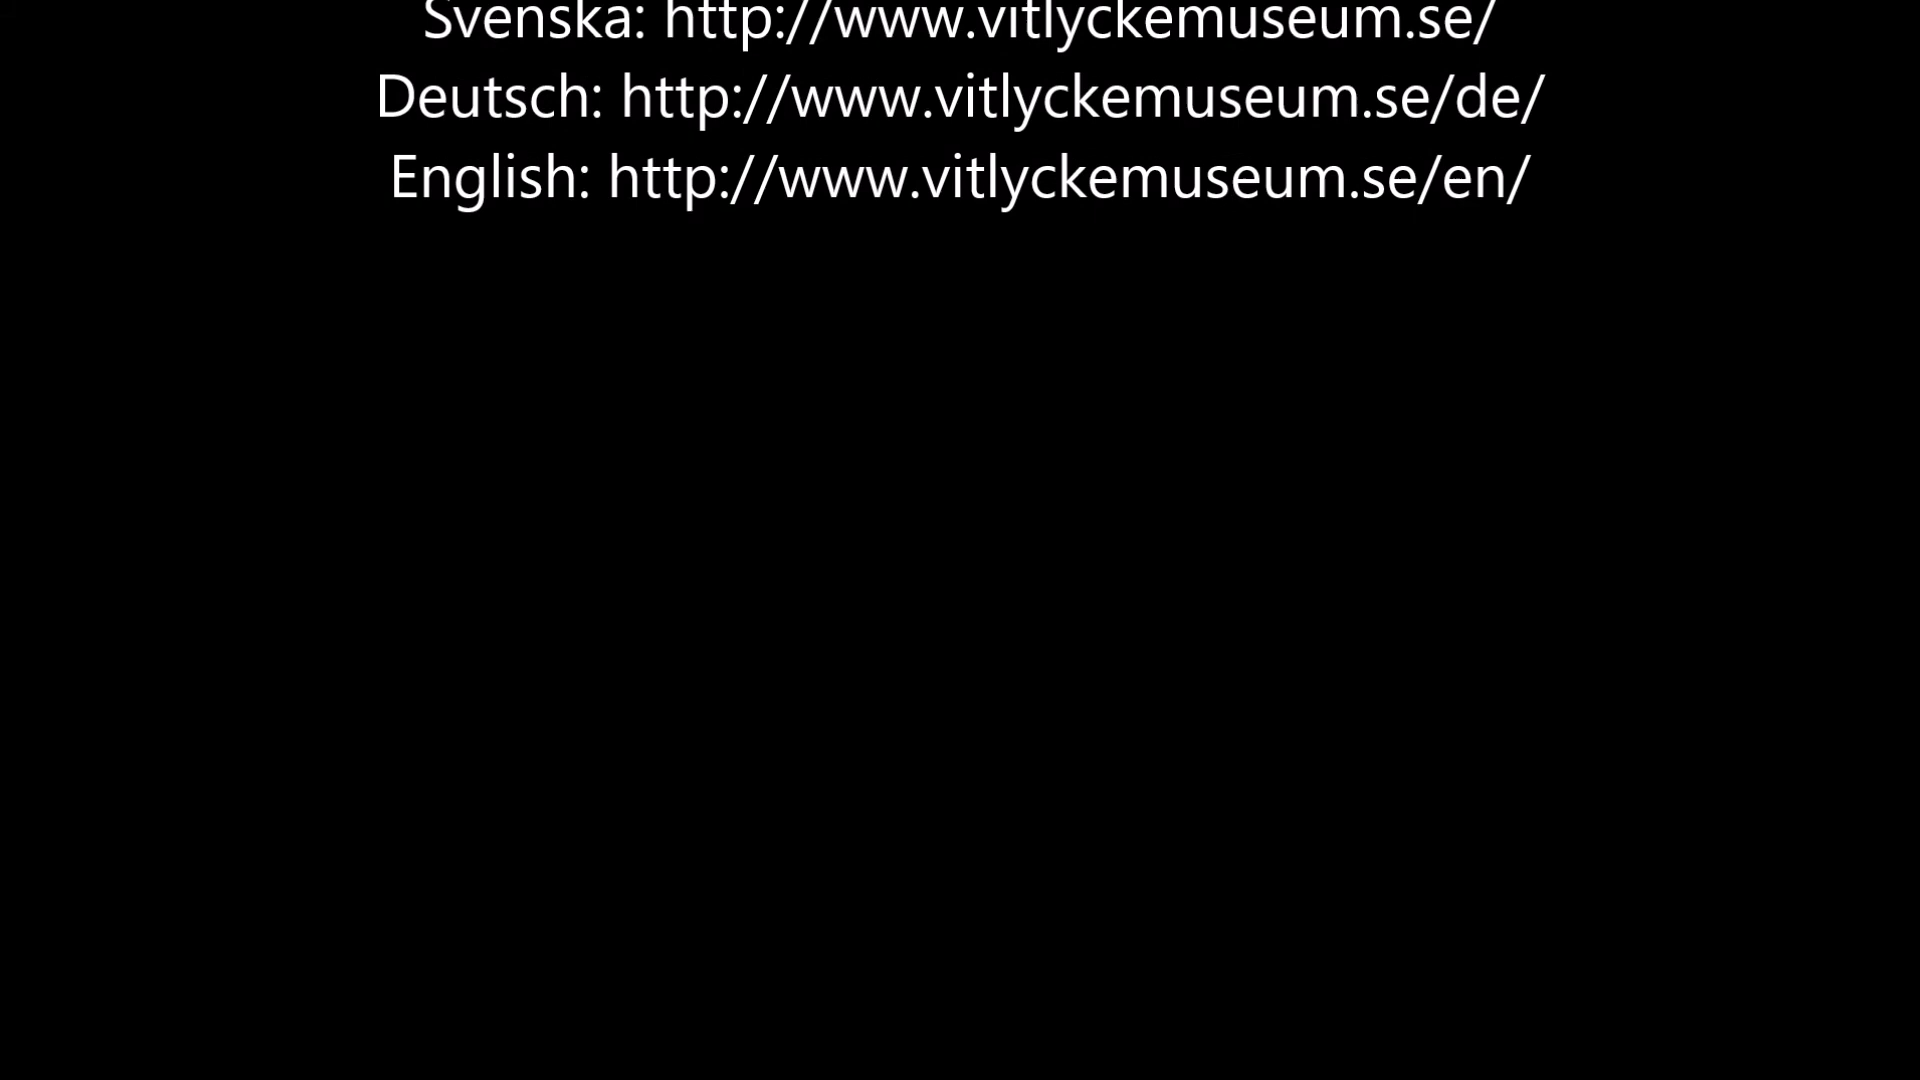 Svenska: http://www.vitlyckemuseum.se/
Deutsch: http://www.vitlyckemuseum.se/de/
English: http://www.vitlyckemuseum.se/en/